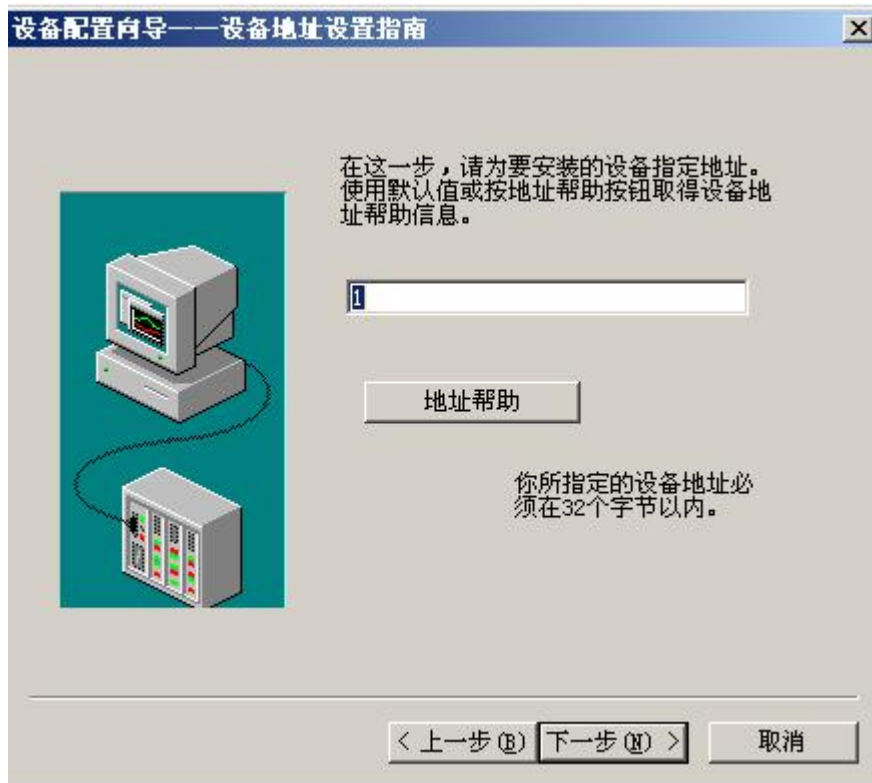 设备配置向导——设备地址设置指南
在这一步，请为要安装的设备指定地址。
使用默认值或按地址帮助按钮取得设备地
址帮助信息。
1
地址帮助
你所指定的设备地址必
须在32个字节以内。
< 上一步(B) 下一步(N) > 取消